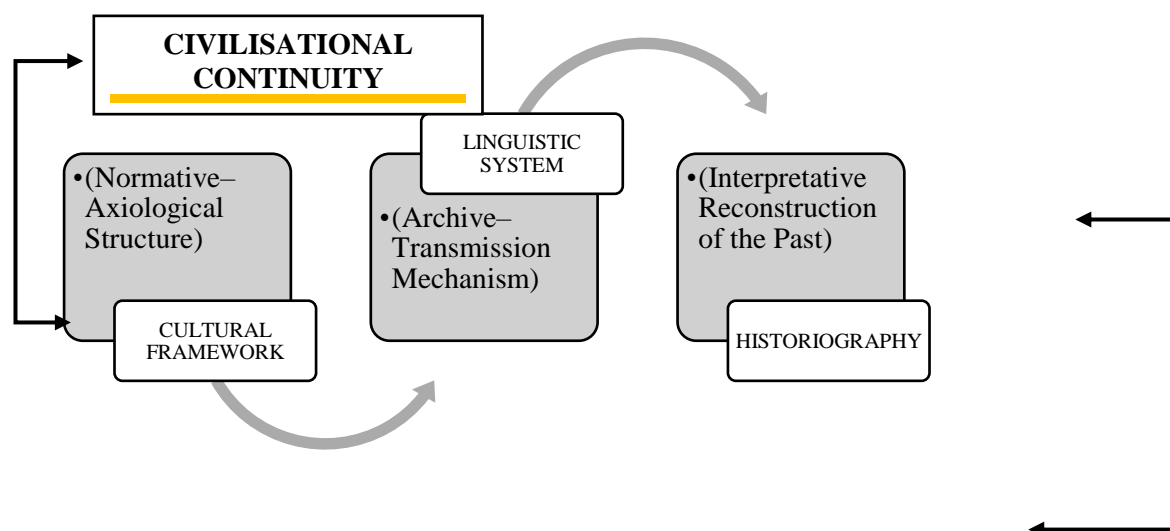 CIVILISATIONAL
CONTINUITY
•(Normative–
Axiological
Structure)
CULTURAL
FRAMEWORK
LINGUISTIC
SYSTEM
•(Archive–
Transmission
Mechanism)
•(Interpretative
Reconstruction
of the Past)
HISTORIOGRAPHY